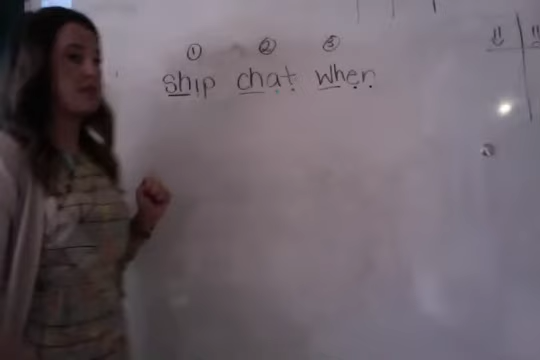 ① ② ③
ship chat when